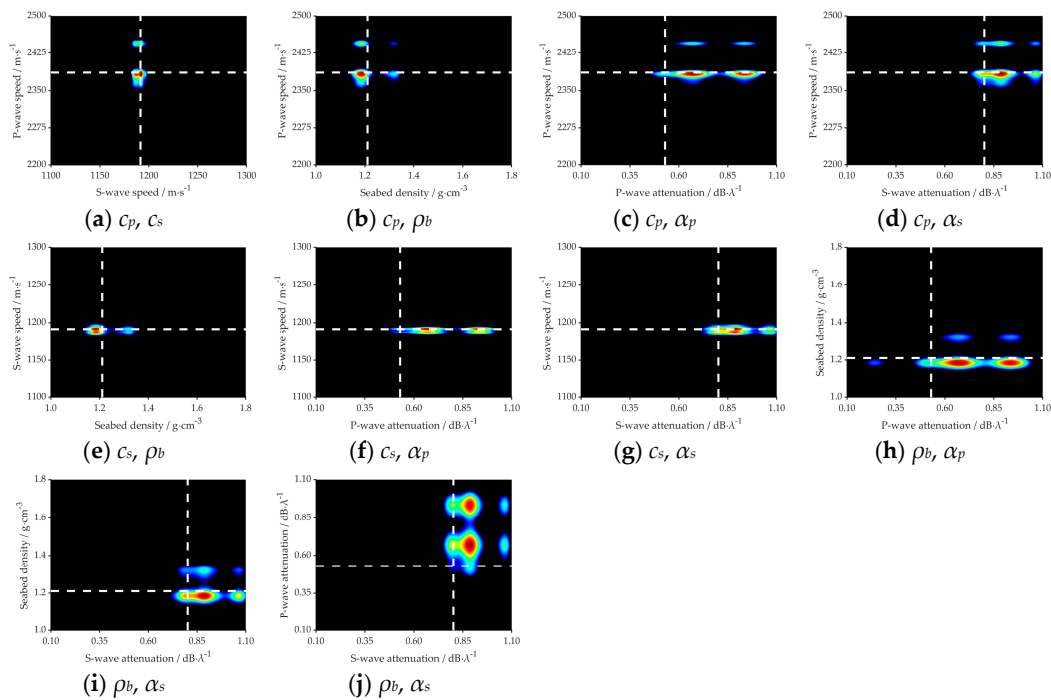 2500
2425
2350
2275
2200
P-wave speed / m·s⁻¹
1100 1150 1200 1250 1300
S-wave speed / m·s⁻¹
(a) cₚ, cₛ
2500
2425
2350
2275
2200
P-wave speed / m·s⁻¹
1.0 1.2 1.4 1.6 1.8
Seabed density / g·cm⁻³
(b) cₚ, ρb
2500
2425
2350
2275
2200
P-wave speed / m·s⁻¹
0.10 0.35 0.60 0.85 1.10
P-wave attenuation / dB·λ⁻¹
(c) cₚ, αₚ
2500
2425
2350
2275
2200
P-wave speed / m·s⁻¹
0.10 0.35 0.60 0.85 1.10
S-wave attenuation / dB·λ⁻¹
(d) cₚ, αₛ
1300
1250
1200
1150
1100
S-wave speed / m·s⁻¹
1.0 1.2 1.4 1.6 1.8
Seabed density / g·cm⁻³
(e) cₛ, ρb
1300
1250
1200
1150
1100
S-wave speed / m·s⁻¹
0.10 0.35 0.60 0.85 1.10
P-wave attenuation / dB·λ⁻¹
(f) cₛ, αₚ
1300
1250
1200
1150
1100
S-wave speed / m·s⁻¹
0.10 0.35 0.60 0.85 1.10
S-wave attenuation / dB·λ⁻¹
(g) cₛ, αₛ
1.8
1.6
1.4
1.2
1.0
Seabed density / g·cm⁻³
0.10 0.35 0.60 0.85 1.10
P-wave attenuation / dB·λ⁻¹
(h) ρb, αₚ
1.8
1.6
1.4
1.2
1.0
Seabed density / g·cm⁻³
0.10 0.35 0.60 0.85 1.10
S-wave attenuation / dB·λ⁻¹
(i) ρb, αₛ
1.10
0.85
0.60
0.35
0.10
P-wave attenuation / dB·λ⁻¹
0.10 0.35 0.60 0.85 1.10
S-wave attenuation / dB·λ⁻¹
(j) ρb, αₛ